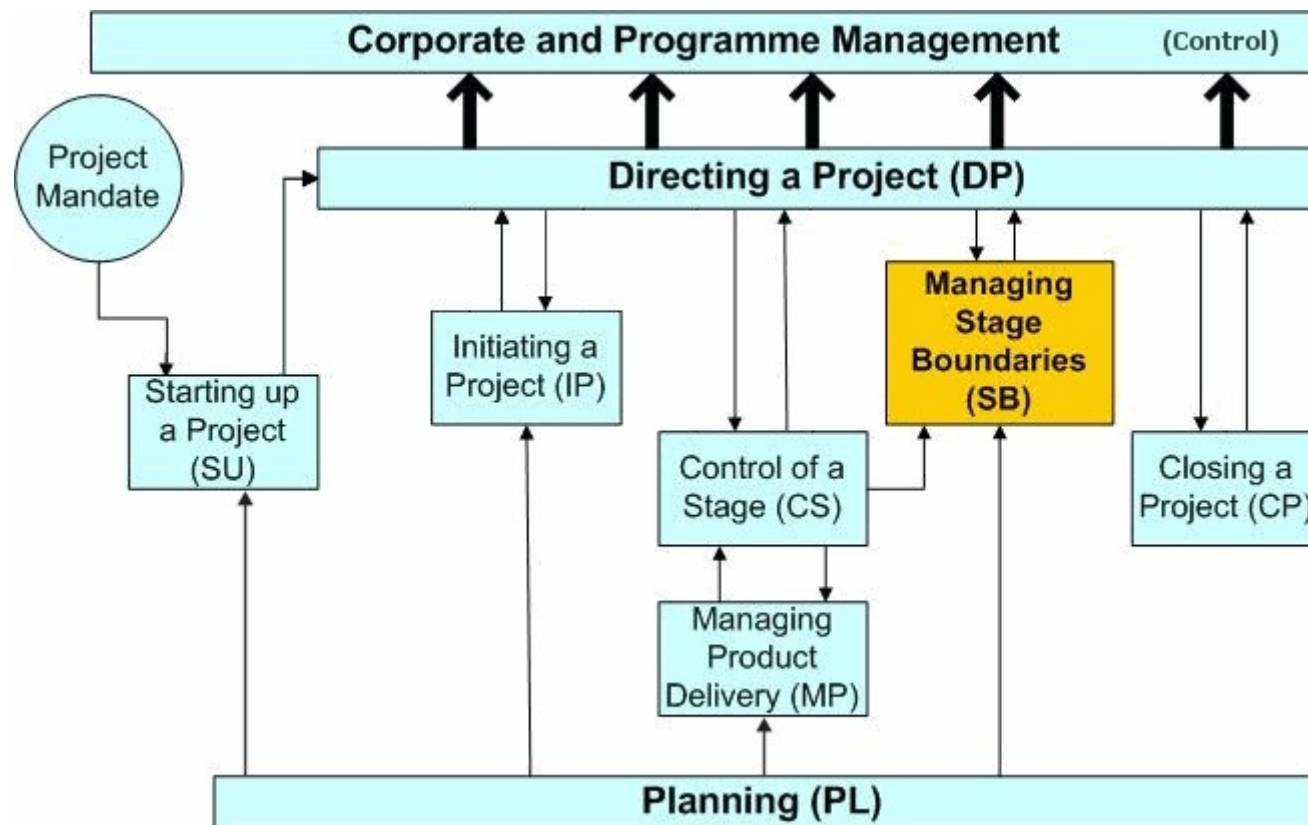 Corporate and Programme Management (Control)
Project
Mandate
Directing a Project (DP)
Managing
Stage
Boundaries
(SB)
Initiating a
Project (IP)
Starting up
a Project
(SU)
Control of a
Stage (CS)
Closing a
Project (CP)
Managing
Product
Delivery (MP)
Planning (PL)